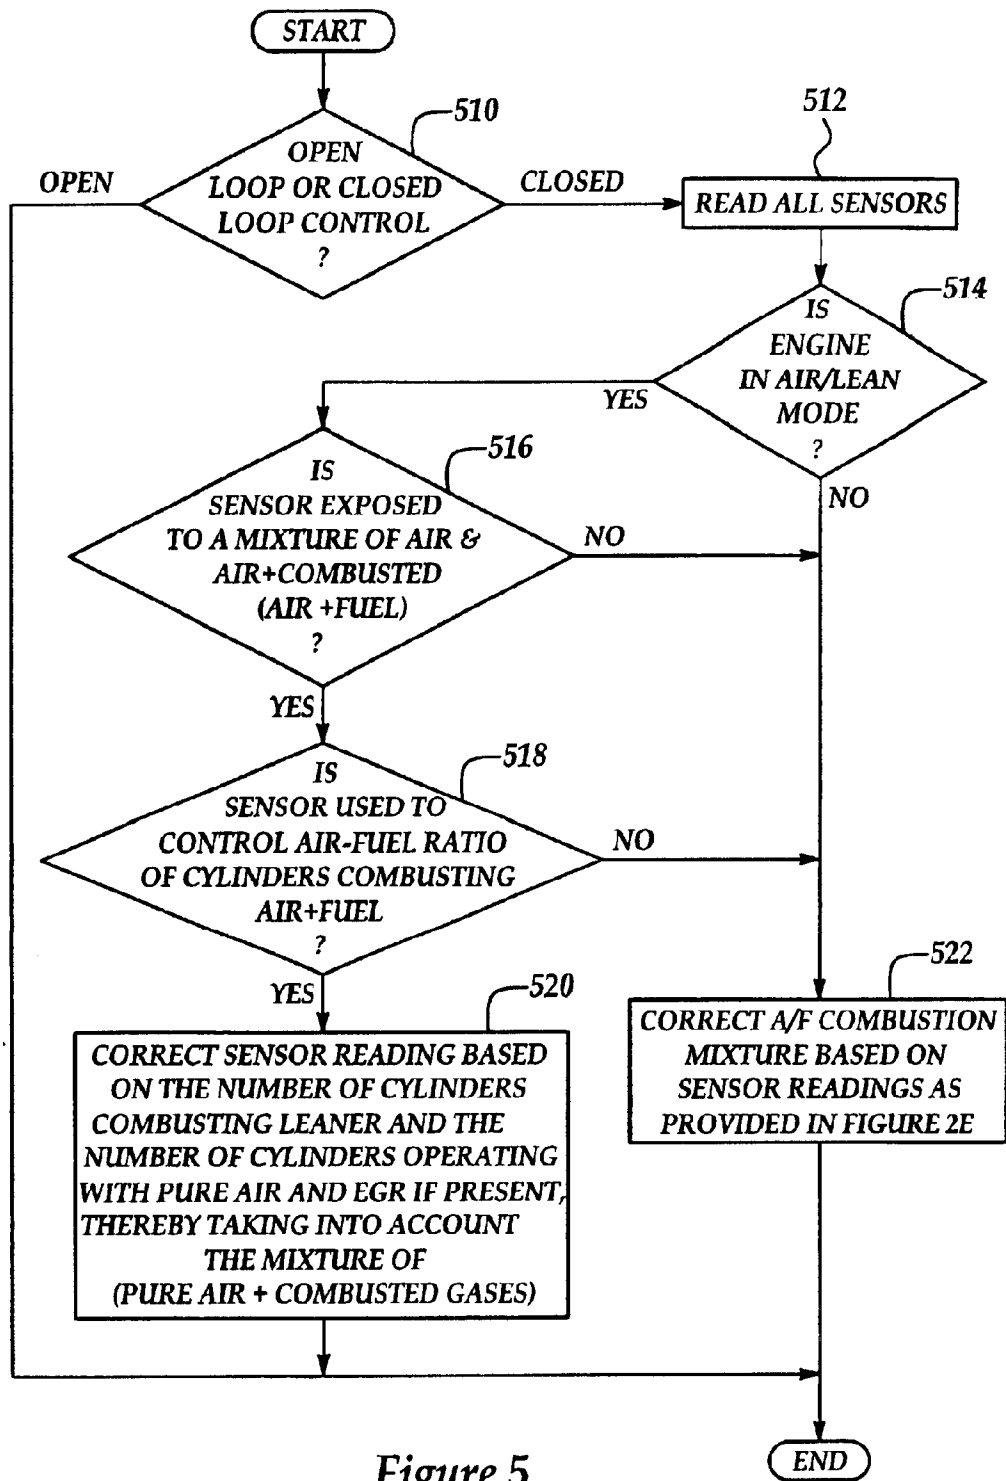 START
510
OPEN
LOOP OR CLOSED
LOOP CONTROL
?
OPEN
CLOSED
512
READ ALL SENSORS
514
IS
ENGINE
IN AIR/LEAN
MODE
?
YES
NO
516
IS
SENSOR EXPOSED
TO A MIXTURE OF AIR &
AIR+COMBUSTED
(AIR +FUEL)
?
NO
YES
518
IS
SENSOR USED TO
CONTROL AIR-FUEL RATIO
OF CYLINDERS COMBUSTING
AIR+FUEL
?
NO
YES
520
CORRECT SENSOR READING BASED
ON THE NUMBER OF CYLINDERS
COMBUSTING LEANER AND THE
NUMBER OF CYLINDERS OPERATING
WITH PURE AIR AND EGR IF PRESENT,
THEREBY TAKING INTO ACCOUNT
THE MIXTURE OF
(PURE AIR + COMBUSTED GASES)
522
CORRECT A/F COMBUSTION
MIXTURE BASED ON
SENSOR READINGS AS
PROVIDED IN FIGURE 2E
END
Figure 5